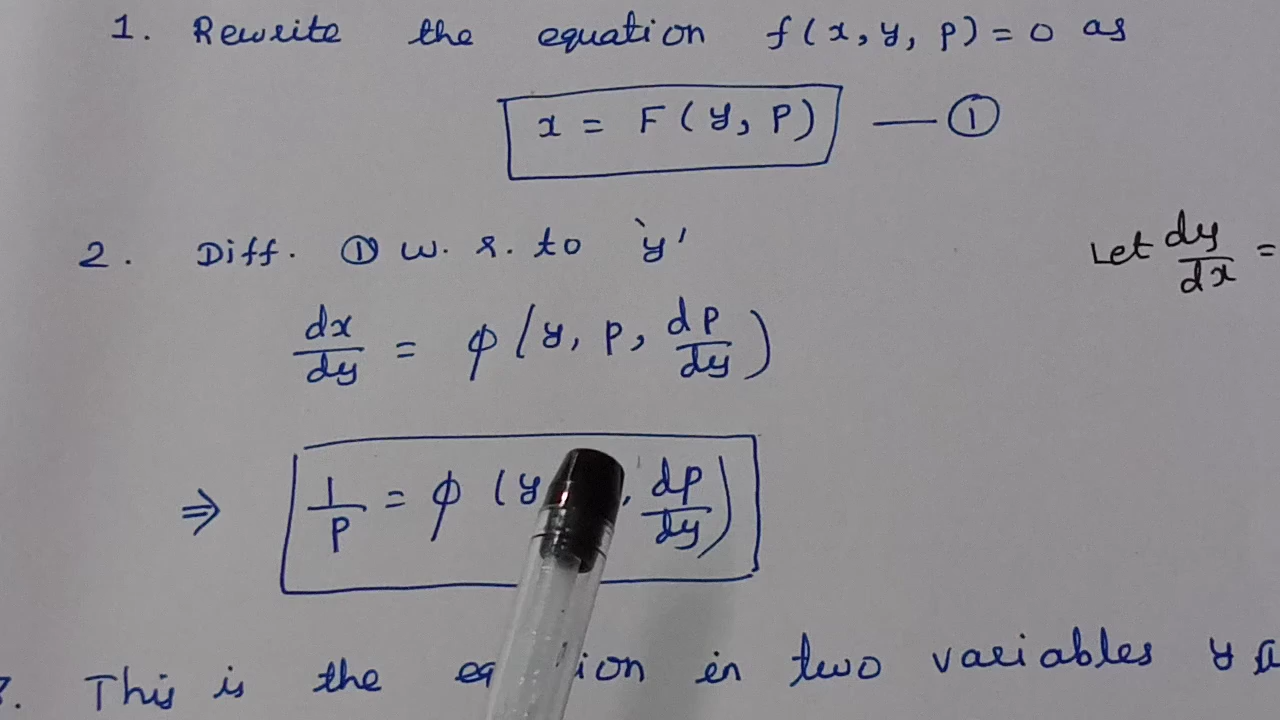 1. Rewrite the equation f(x, y, p) = 0 as
x = F(y, p) — ①
2. Diff. ① w. r. to 'y'
Let dy/dx =
dx/dy = φ(y, p, dp/dy)
⇒ 1/p = φ(y , dp/dy)
This is the in two variables y